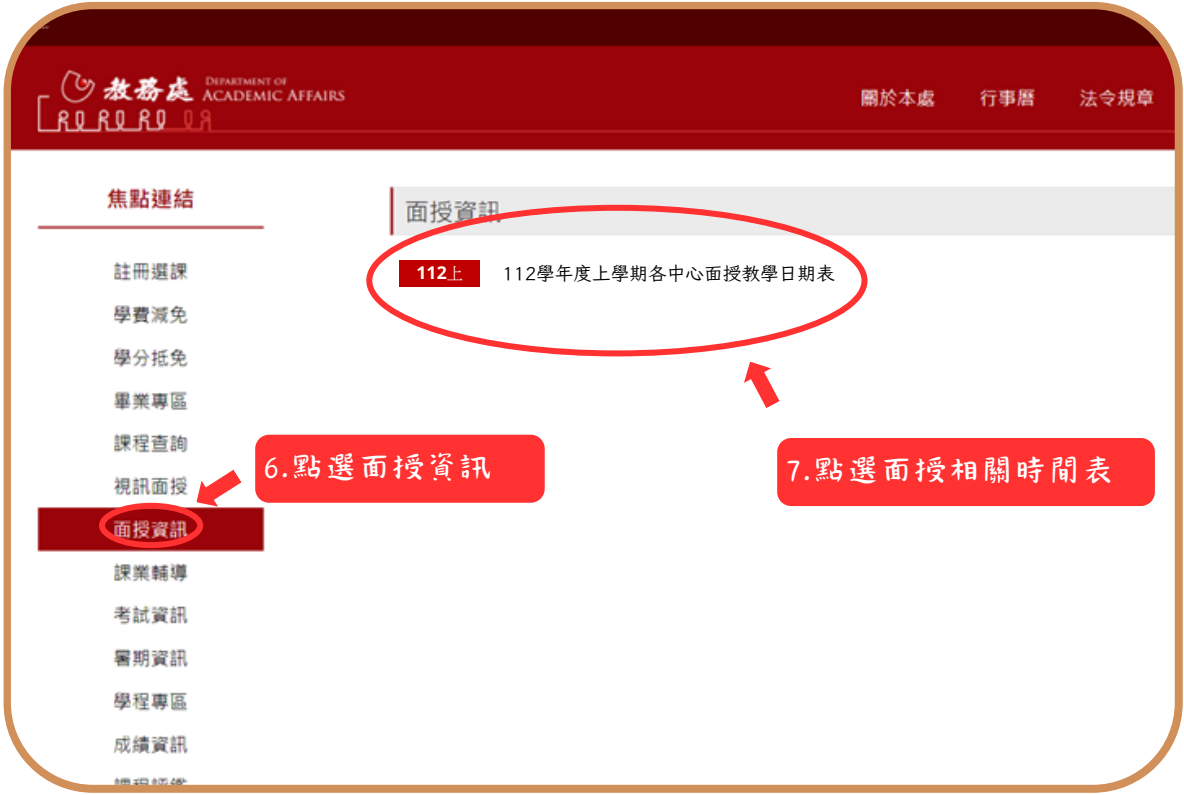 教務處 DEPARTMENT OF ACADEMIC AFFAIRS
關於本處 行事曆 法令規章
焦點連結
面授資訊
112上 112學年度上學期各中心面授教學日期表
註冊選課
學費減免
學分抵免
畢業專區
課程查詢
視訊面授
面授資訊
課業輔導
考試資訊
暑期資訊
學程專區
成績資訊
6.點選面授資訊
7.點選面授相關時間表